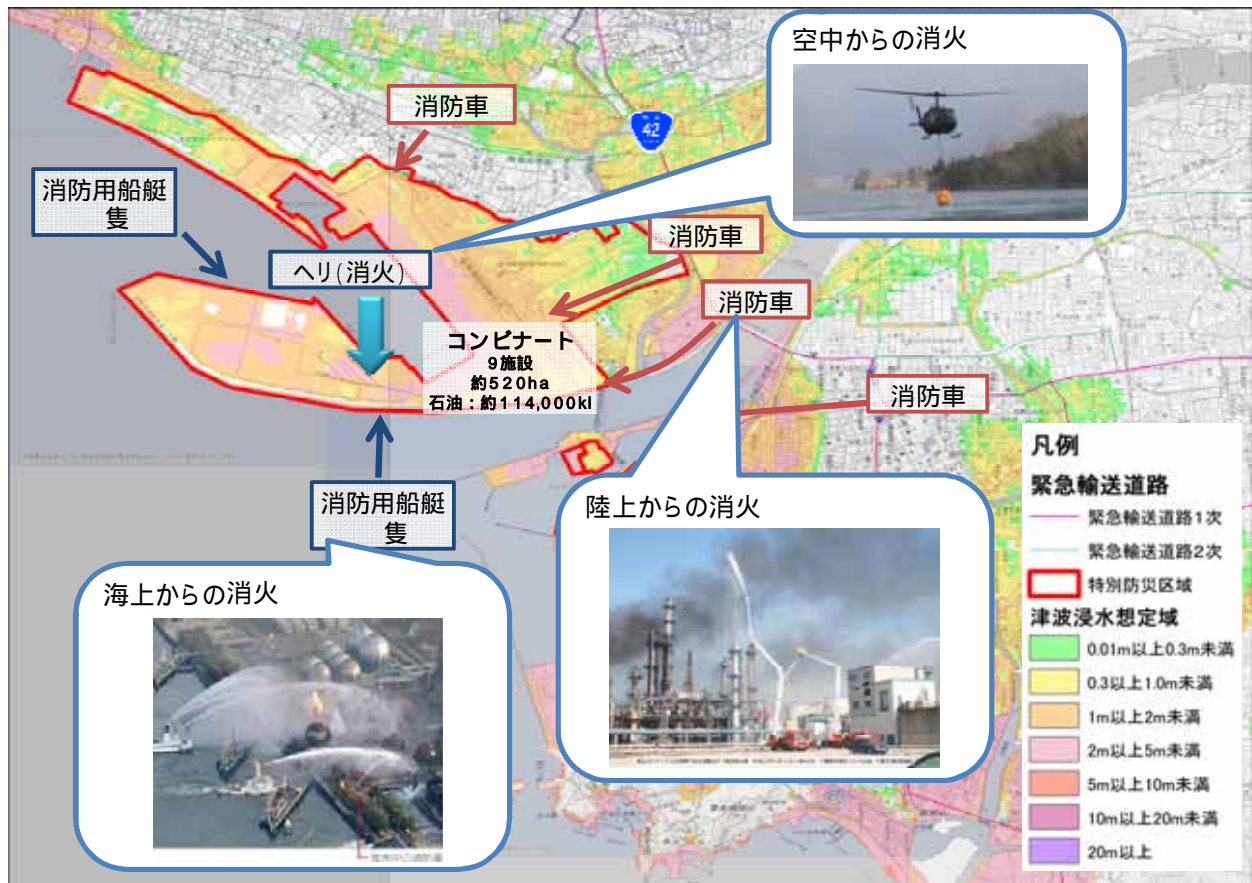 空中からの消火
消防車
42
消防用船艇
隻
消防車
ヘリ(消火)
消防車
コンビナート
9施設
約520ha
石油：約114,000kl
消防車
消防用船艇
隻
陸上からの消火
海上からの消火
凡例
緊急輸送道路
緊急輸送道路1次
緊急輸送道路2次
特別防災区域
津波浸水想定域
0.01m以上0.3m未満
0.3以上1.0m未満
1m以上2m未満
2m以上5m未満
5m以上10m未満
10m以上20m未満
20m以上